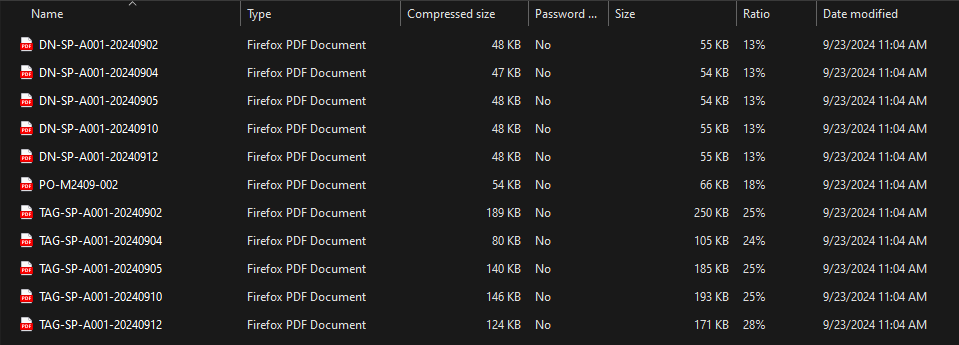 Name Type Compressed size Password ... Size Ratio Date modified
DN-SP-A001-20240902 Firefox PDF Document 48 KB No 55 KB 13% 9/23/2024 11:04 AM
DN-SP-A001-20240904 Firefox PDF Document 47 KB No 54 KB 13% 9/23/2024 11:04 AM
DN-SP-A001-20240905 Firefox PDF Document 48 KB No 54 KB 13% 9/23/2024 11:04 AM
DN-SP-A001-20240910 Firefox PDF Document 48 KB No 55 KB 13% 9/23/2024 11:04 AM
DN-SP-A001-20240912 Firefox PDF Document 48 KB No 55 KB 13% 9/23/2024 11:04 AM
PO-M2409-002 Firefox PDF Document 54 KB No 66 KB 18% 9/23/2024 11:04 AM
TAG-SP-A001-20240902 Firefox PDF Document 189 KB No 250 KB 25% 9/23/2024 11:04 AM
TAG-SP-A001-20240904 Firefox PDF Document 80 KB No 105 KB 24% 9/23/2024 11:04 AM
TAG-SP-A001-20240905 Firefox PDF Document 140 KB No 185 KB 25% 9/23/2024 11:04 AM
TAG-SP-A001-20240910 Firefox PDF Document 146 KB No 193 KB 25% 9/23/2024 11:04 AM
TAG-SP-A001-20240912 Firefox PDF Document 124 KB No 171 KB 28% 9/23/2024 11:04 AM